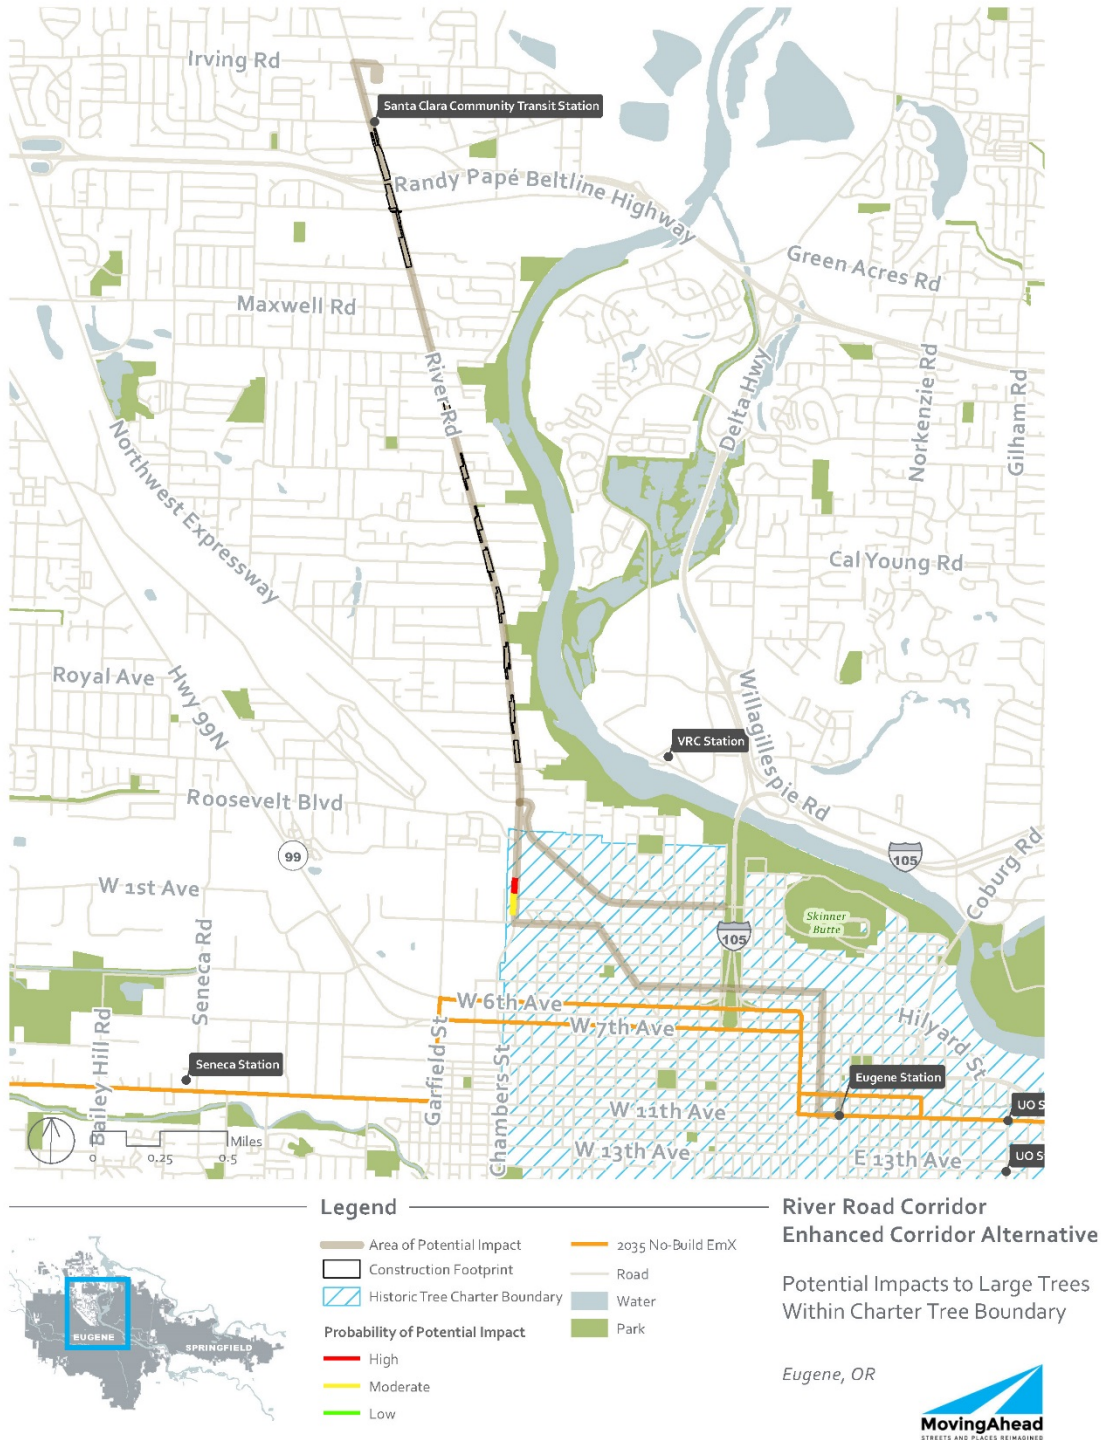 Irving Rd
Santa Clara Community Transit Station
Randy Papé Beltline Highway
Green Acres Rd
Maxwell Rd
River Rd
Delta Hwy
Norkenzie Rd
Gilham Rd
Northwest Expressway
Cal Young Rd
Royal Ave
Hwy 99N
Willagillespie Rd
VRC Station
Roosevelt Blvd
99
105
Coburg Rd
W 1st Ave
Skinner
Butte
105
Seneca Rd
W 6th Ave
W 7th Ave
Hilyard St
Bailey Hill Rd
Garfield St
Chambers St
Seneca Station
Eugene Station
UO S
W 11th Ave
Miles
0
0.25
0.5
W 13th Ave
E 13th Ave
UO S
Legend
Area of Potential Impact
Construction Footprint
Historic Tree Charter Boundary
Probability of Potential Impact
High
Moderate
Low
2035 No-Build EmX
Road
Water
Park
EUGENE
SPRINGFIELD
River Road Corridor
Enhanced Corridor Alternative
Potential Impacts to Large Trees
Within Charter Tree Boundary
Eugene, OR
MovingAhead
STREETS AND PLACES REIMAGINED